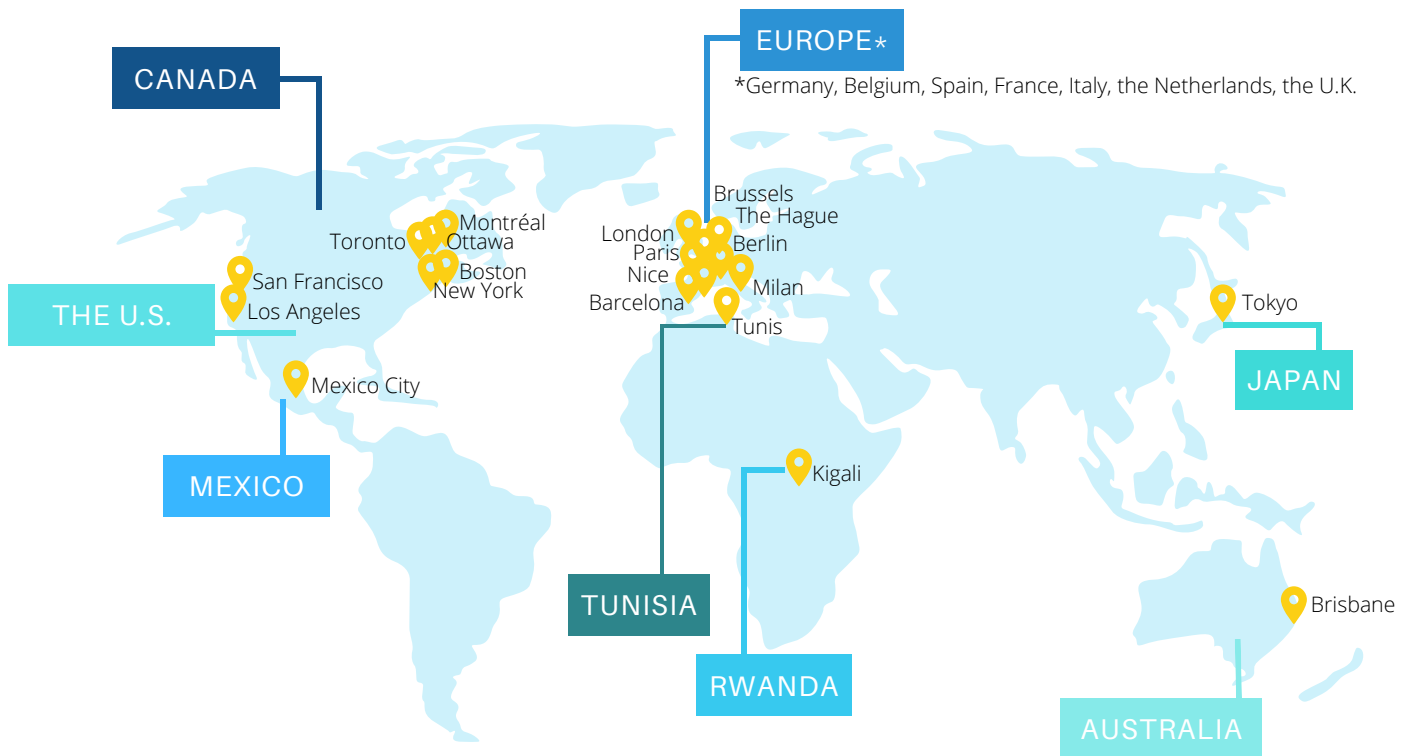 EUROPE*
*Germany, Belgium, Spain, France, Italy, the Netherlands, the U.K.
CANADA
Brussels
The Hague
Montréal
London
Toronto
Ottawa
Berlin
Paris
Boston
Nice
San Francisco
Milan
New York
Barcelona
Tokyo
Los Angeles
THE U.S.
Tunis
JAPAN
Mexico City
Kigali
MEXICO
TUNISIA
Brisbane
RWANDA
AUSTRALIA